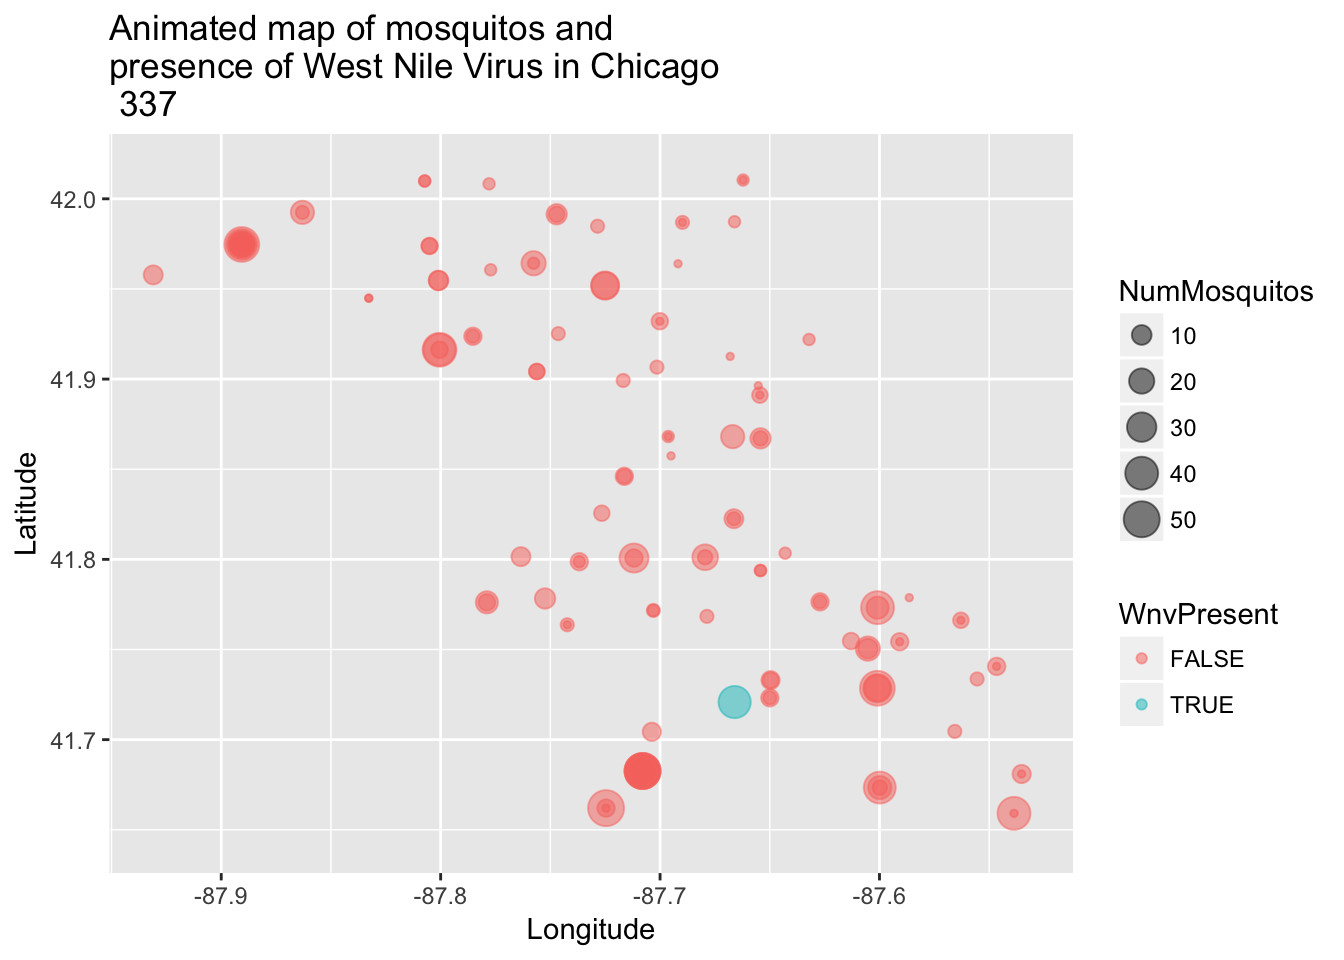 Animated map of mosquitos and
presence of West Nile Virus in Chicago
337
42.0
41.9
41.8
41.7
Latitude
-87.9
-87.8
-87.7
-87.6
Longitude
NumMosquitos
10
20
30
40
50
WnvPresent
FALSE
TRUE